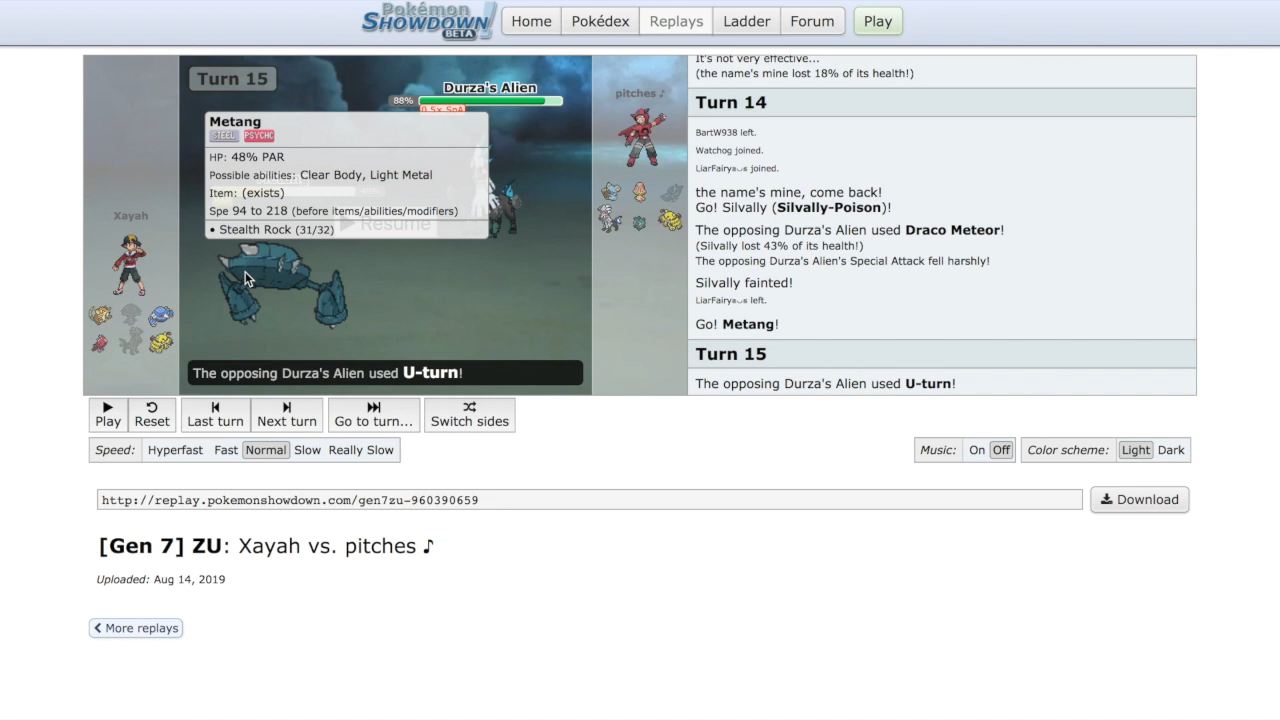 Pokémon
SHOWDOWN!
BETA
Home
Pokédex
Replays
Ladder
Forum
Play
Turn 15
Durza's Alien
88%
0.5x SpA
Metang
STEEL PSYCHC
HP: 48% PAR
Possible abilities: Clear Body, Light Metal
Item: (exists)
Spe 94 to 218 (before items/abilities/modifiers)
• Stealth Rock (31/32)
Resume
Xayah
pitches ♪
The opposing Durza's Alien used U-turn!
It's not very effective...
(the name's mine lost 18% of its health!)
Turn 14
BartW938 left.
Watchog joined.
joined.
the name's mine, come back!
Go! Silvally (Silvally-Poison)!
The opposing Durza's Alien used Draco Meteor!
(Silvally lost 43% of its health!)
The opposing Durza's Alien's Special Attack fell harshly!
Silvally fainted!
left.
Go! Metang!
Turn 15
The opposing Durza's Alien used U-turn!
Play
Reset
Last turn
Next turn
Go to turn...
Switch sides
Speed: Hyperfast Fast Normal Slow Really Slow
Music: On Off
Color scheme: Light Dark
http://replay.pokemonshowdown.com/gen7zu-960390659
Download
[Gen 7] ZU: Xayah vs. pitches ♪
Uploaded: Aug 14, 2019
More replays